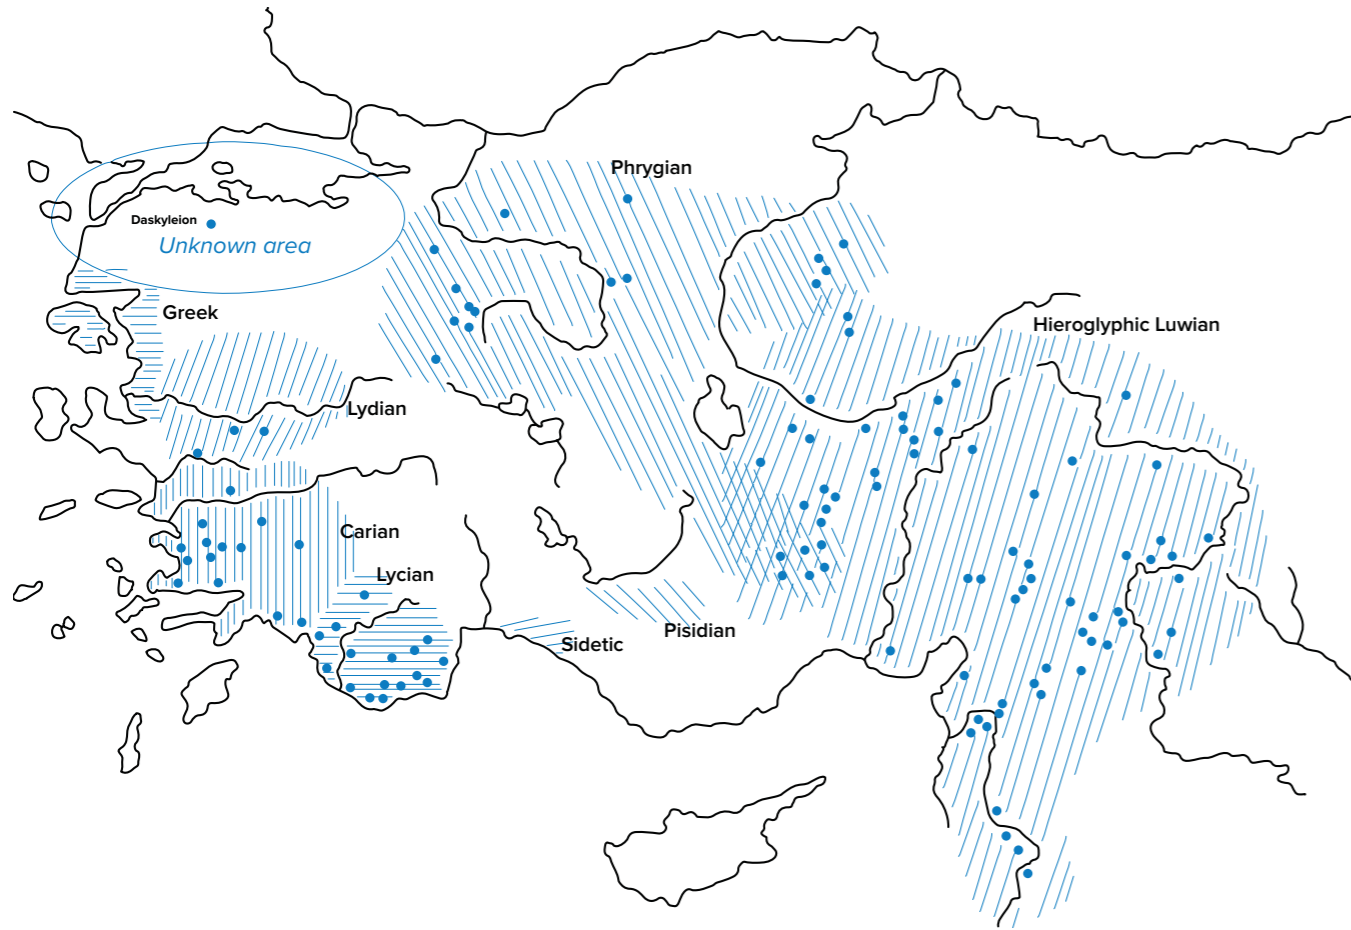 Phrygian
Daskyleion
Unknown area
Greek
Hieroglyphic Luwian
Lydian
Carian
Lycian
Pisidian
Sidetic